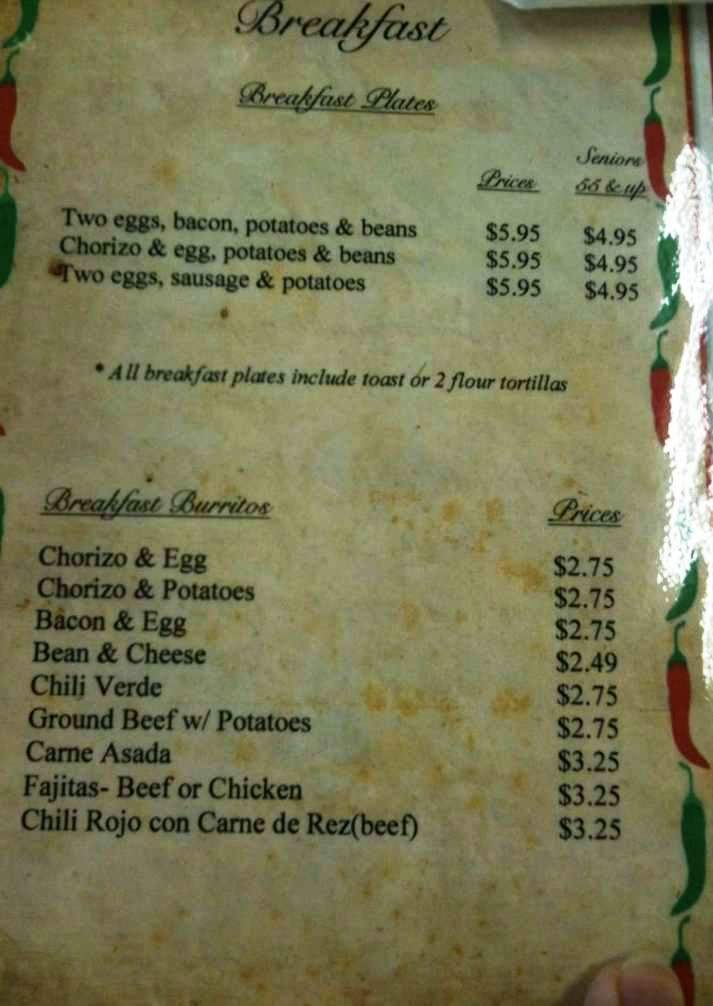 Breakfast
Breakfast Plates
Seniors
Prices 55 & up
Two eggs, bacon, potatoes & beans $5.95 $4.95
Chorizo & egg, potatoes & beans $5.95 $4.95
Two eggs, sausage & potatoes $5.95 $4.95
* All breakfast plates include toast or 2 flour tortillas
Breakfast Burritos Prices
Chorizo & Egg $2.75
Chorizo & Potatoes $2.75
Bacon & Egg $2.75
Bean & Cheese $2.49
Chili Verde $2.75
Ground Beef w/ Potatoes $2.75
Carne Asada $3.25
Fajitas- Beef or Chicken $3.25
Chili Rojo con Carne de Rez(beef) $3.25